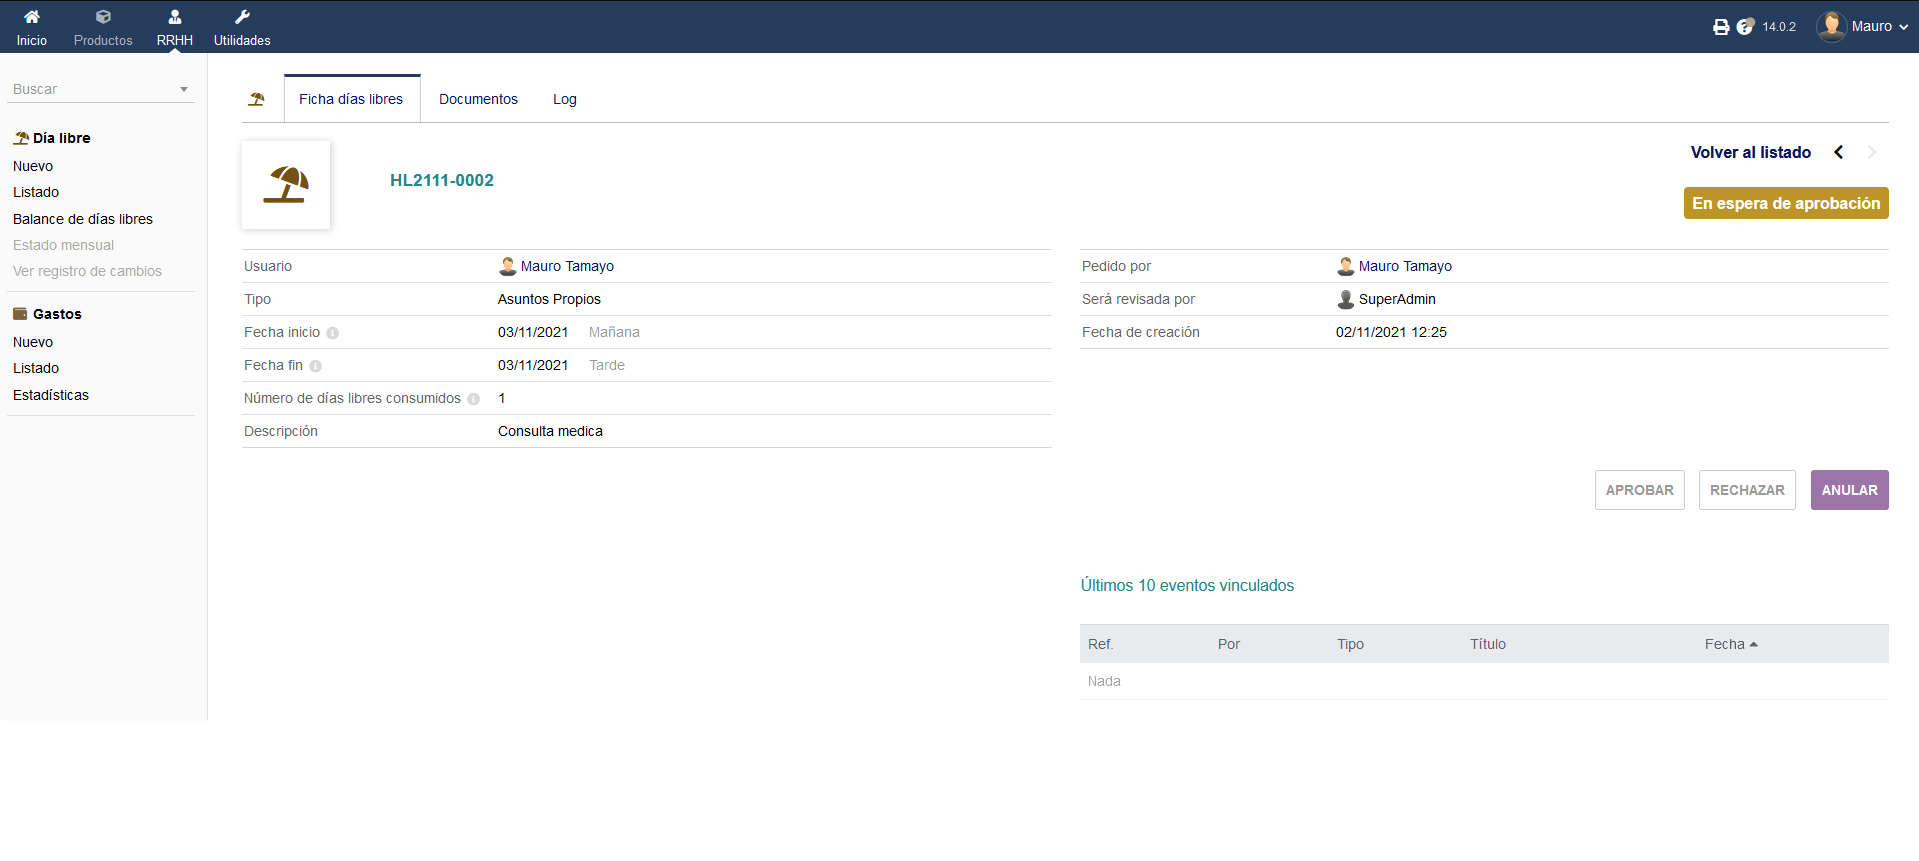 Inicio Productos RRHH Utilidades 14.0.2 Mauro
Buscar
Día libre
Nuevo
Listado
Balance de días libres
Estado mensual
Ver registro de cambios
Gastos
Nuevo
Listado
Estadísticas
Ficha días libres Documentos Log
HL2111-0002
Volver al listado
En espera de aprobación
Usuario Mauro Tamayo
Tipo Asuntos Propios
Fecha inicio 03/11/2021 Mañana
Fecha fin 03/11/2021 Tarde
Número de días libres consumidos 1
Descripción Consulta medica
Pedido por Mauro Tamayo
Será revisada por SuperAdmin
Fecha de creación 02/11/2021 12:25
APROBAR RECHAZAR ANULAR
Últimos 10 eventos vinculados
Ref. Por Tipo Título Fecha
Nada